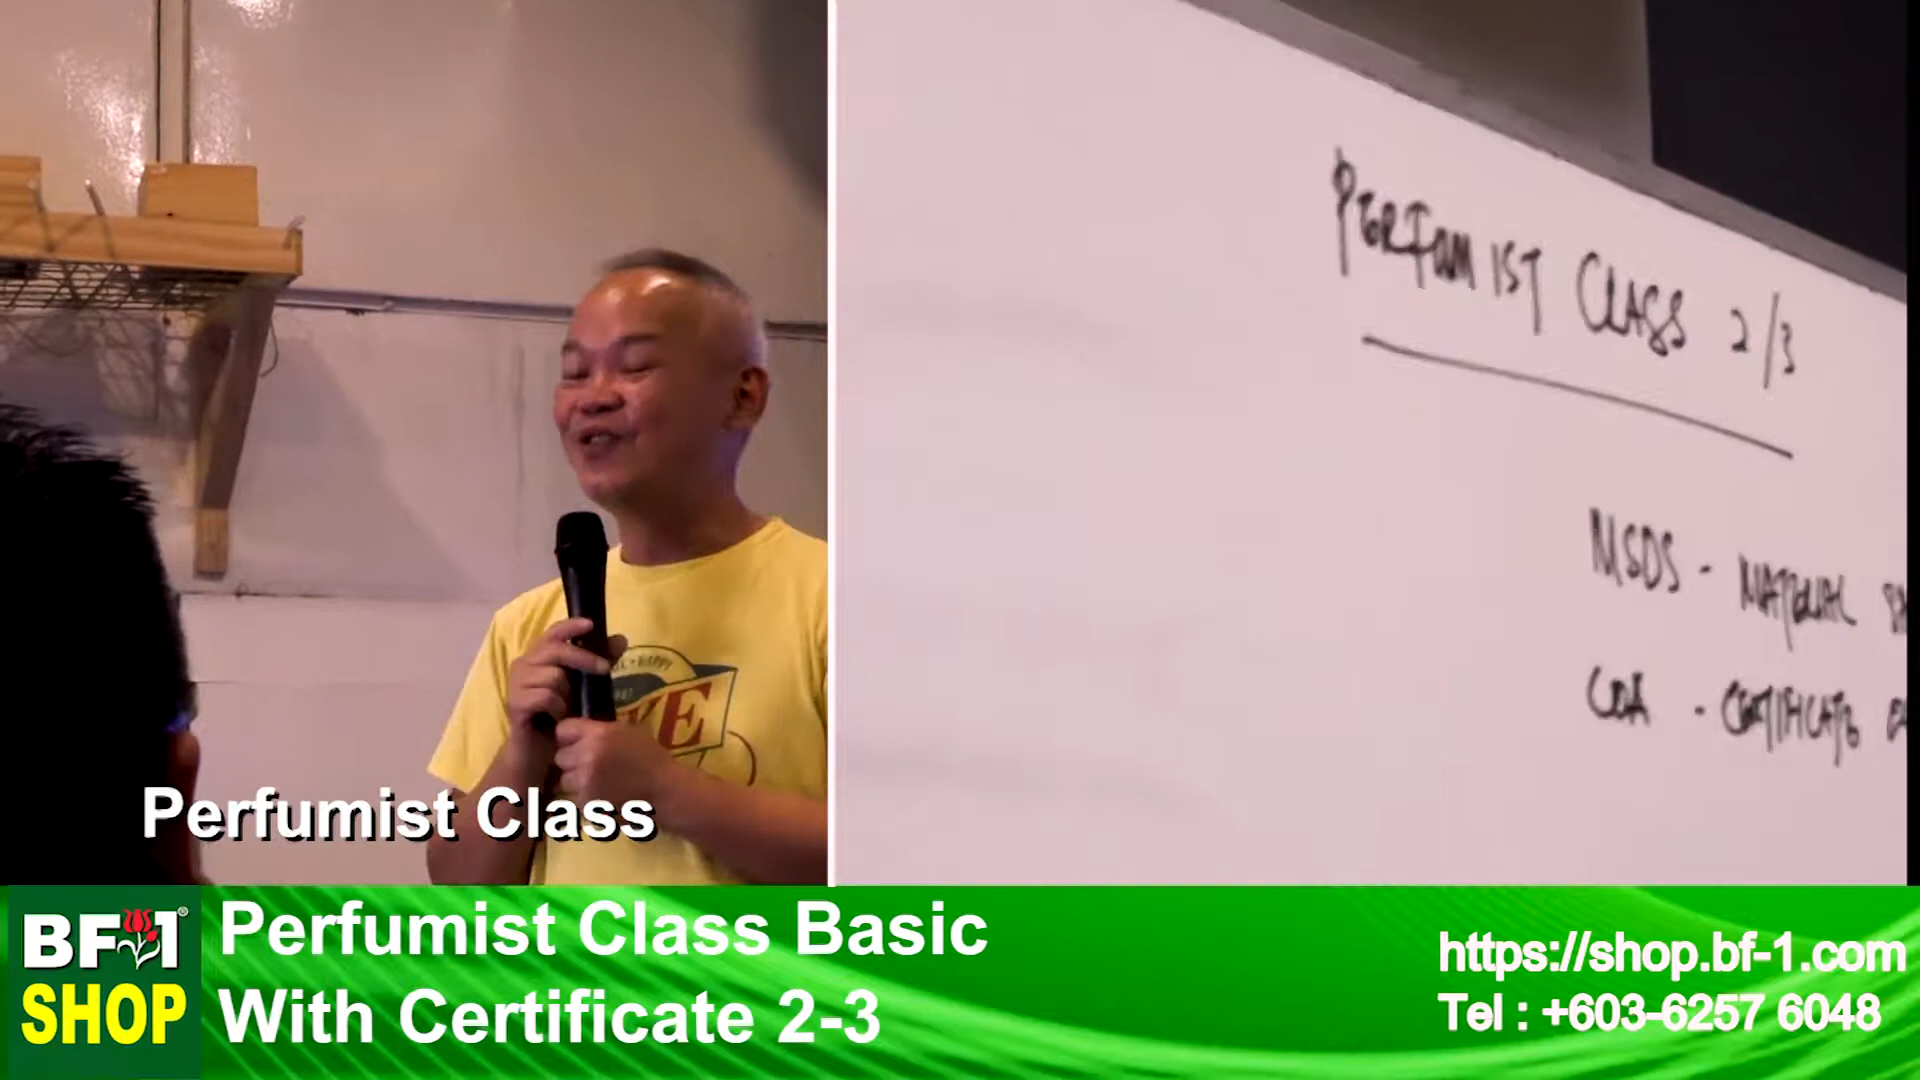 PERFUMIST CLASS 2/3
MSDS - MATERIAL
COA - CERTIFICATE
HAPPY
Perfumist Class
BF1®
SHOP
Perfumist Class Basic
With Certificate 2-3
https://shop.bf-1.com
Tel : +603-6257 6048